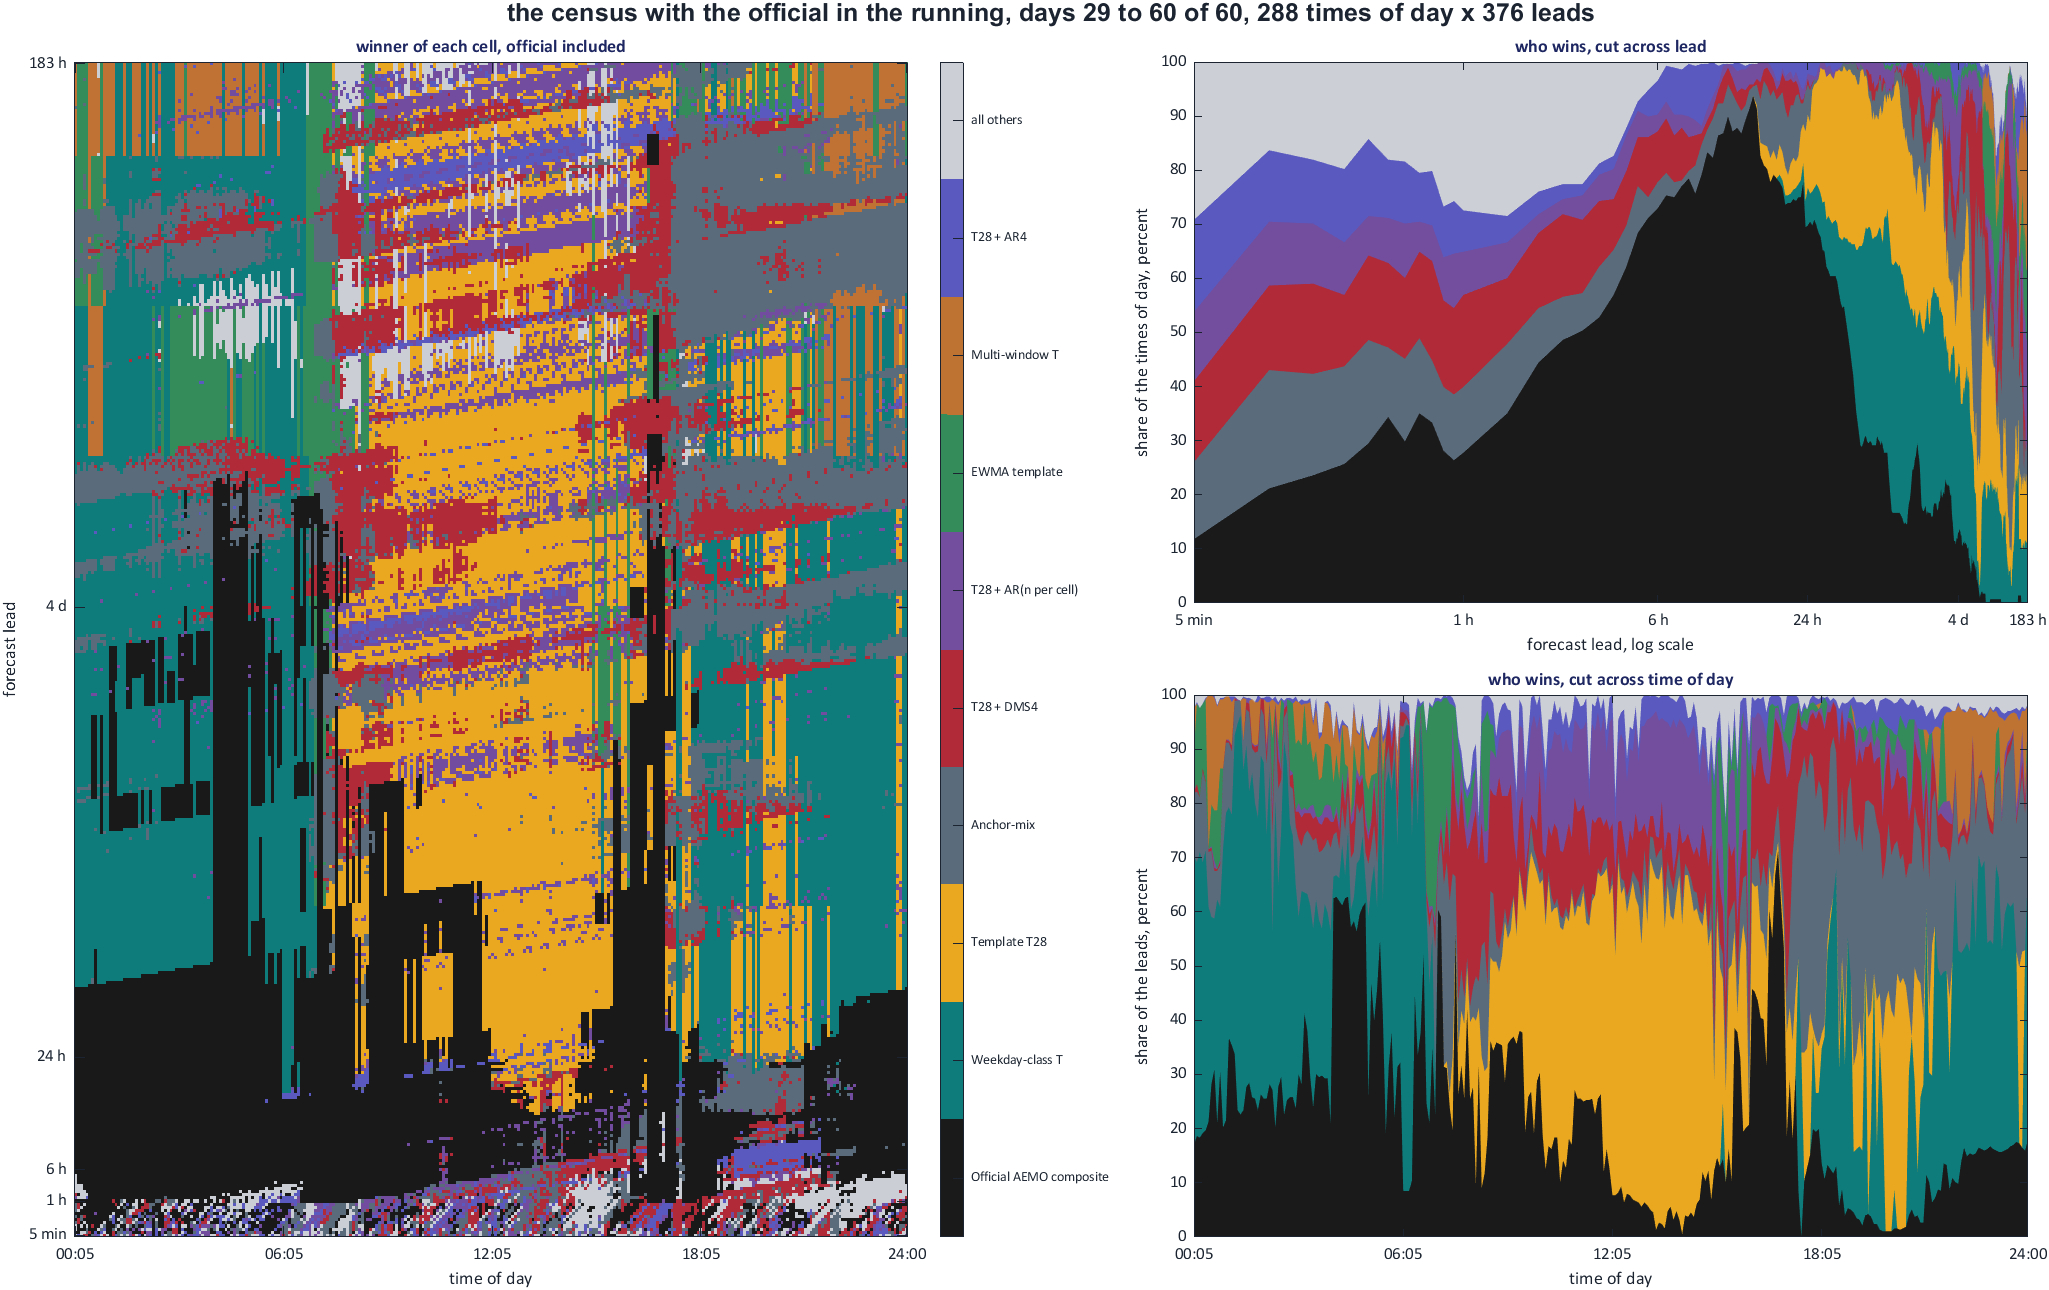 the census with the official in the running, days 29 to 60 of 60, 288 times of day x 376 leads
winner of each cell, official included
183 h
4 d
24 h
6 h
1 h
5 min
forecast lead
00:05
06:05
12:05
18:05
24:00
time of day
all others
T28 + AR4
Multi-window T
EWMA template
T28 + AR(n per cell)
T28 + DMS4
Anchor-mix
Template T28
Weekday-class T
Official AEMO composite
who wins, cut across lead
100
90
80
70
60
50
40
30
20
10
0
share of the times of day, percent
5 min
1 h
6 h
24 h
4 d
183 h
forecast lead, log scale
who wins, cut across time of day
100
90
80
70
60
50
40
30
20
10
0
share of the leads, percent
00:05
06:05
12:05
18:05
24:00
time of day